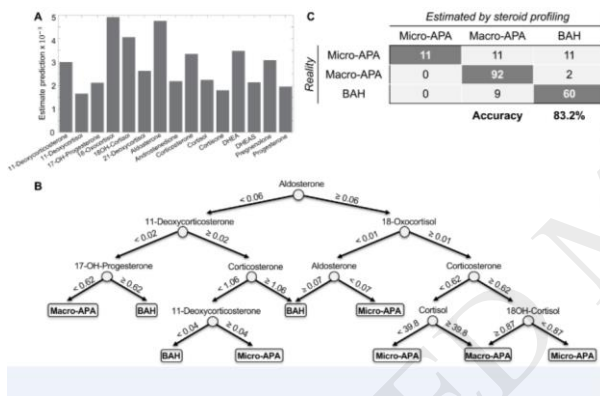 A
Estimate prediction x 10⁻³
5
4
3
2
1
0
11-Deoxycorticosterone
11-Deoxycortisol
17-OH-Progesterone
18-Oxocortisol
18OH-Cortisol
21-Deoxycortisol
Aldosterone
Androstenedione
Corticosterone
Cortisol
Cortisone
DHEA
DHEAS
Pregnenolone
Progesterone
C
Estimated by steroid profiling
Micro-APA Macro-APA BAH
Reality
Micro-APA 11 11 11
Macro-APA 0 92 2
BAH 0 9 60
Accuracy 83.2%
B
Aldosterone
< 0.06 ≥ 0.06
11-Deoxycorticosterone 18-Oxocortisol
< 0.02 ≥ 0.02 < 0.01 ≥ 0.01
17-OH-Progesterone Corticosterone Aldosterone Corticosterone
< 0.62 ≥ 0.62 < 1.06 ≥ 1.06 ≥ 0.07 < 0.07 < 0.62 ≥ 0.62
Macro-APA BAH 11-Deoxycorticosterone BAH Micro-APA Cortisol 18OH-Cortisol
< 0.04 ≥ 0.04 < 39.8 ≥ 39.8 ≥ 0.87 < 0.87
BAH Micro-APA Micro-APA Macro-APA Micro-APA